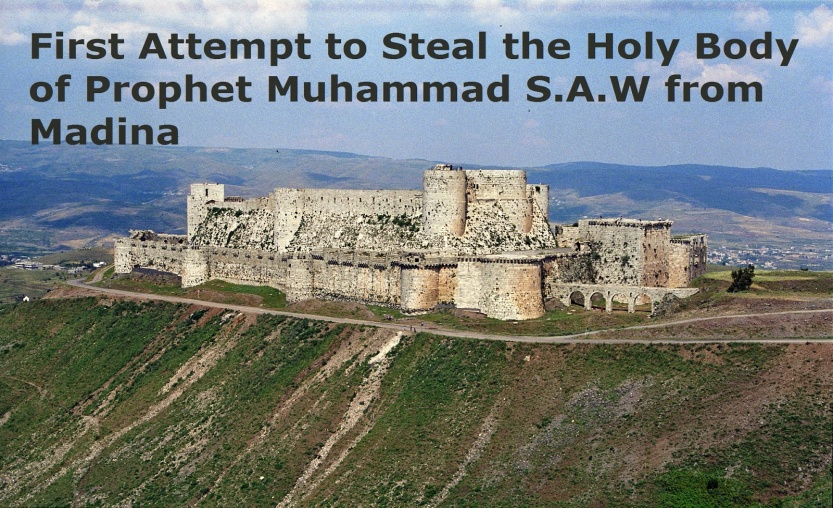 First Attempt to Steal the Holy Body
of Prophet Muhammad S.A.W from
Madina